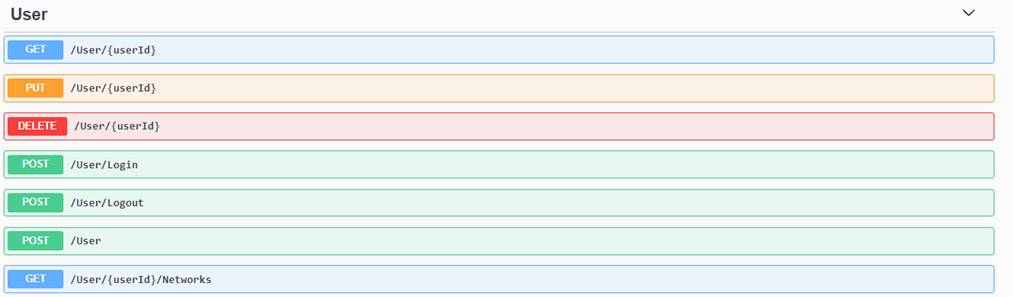 User
GET /User/{userId}
PUT /User/{userId}
DELETE /User/{userId}
POST /User/Login
POST /User/Logout
POST /User
GET /User/{userId}/Networks